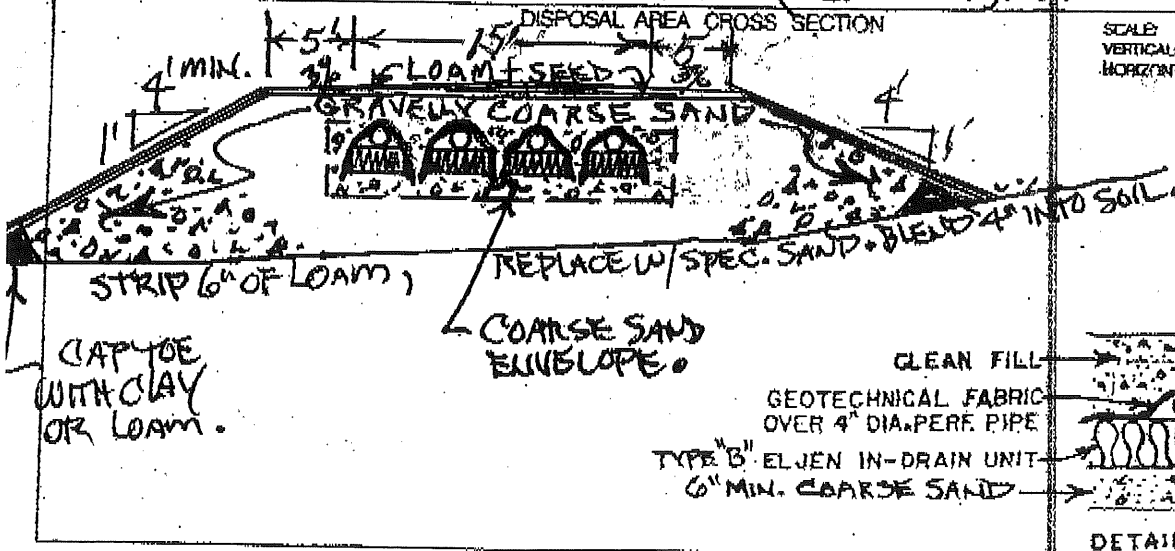 DISPOSAL AREA CROSS SECTION
SCALE:
VERTICAL
HORIZONT
5' 15' 5'
3% LOAM + SEED 3%
4' MIN.
1'
4'
1'
GRAVELLY COARSE SAND
STRIP 6" OF LOAM, REPLACE W/ SPEC. SAND + BLEND 4" INTO SOIL.
COARSE SAND
ENVELOPE.
CAP TOE
WITH CLAY
OR LOAM.
CLEAN FILL
GEOTECHNICAL FABRIC
OVER 4" DIA. PERF. PIPE
TYPE "B" ELJEN IN-DRAIN UNIT
6" MIN. COARSE SAND
DETAI